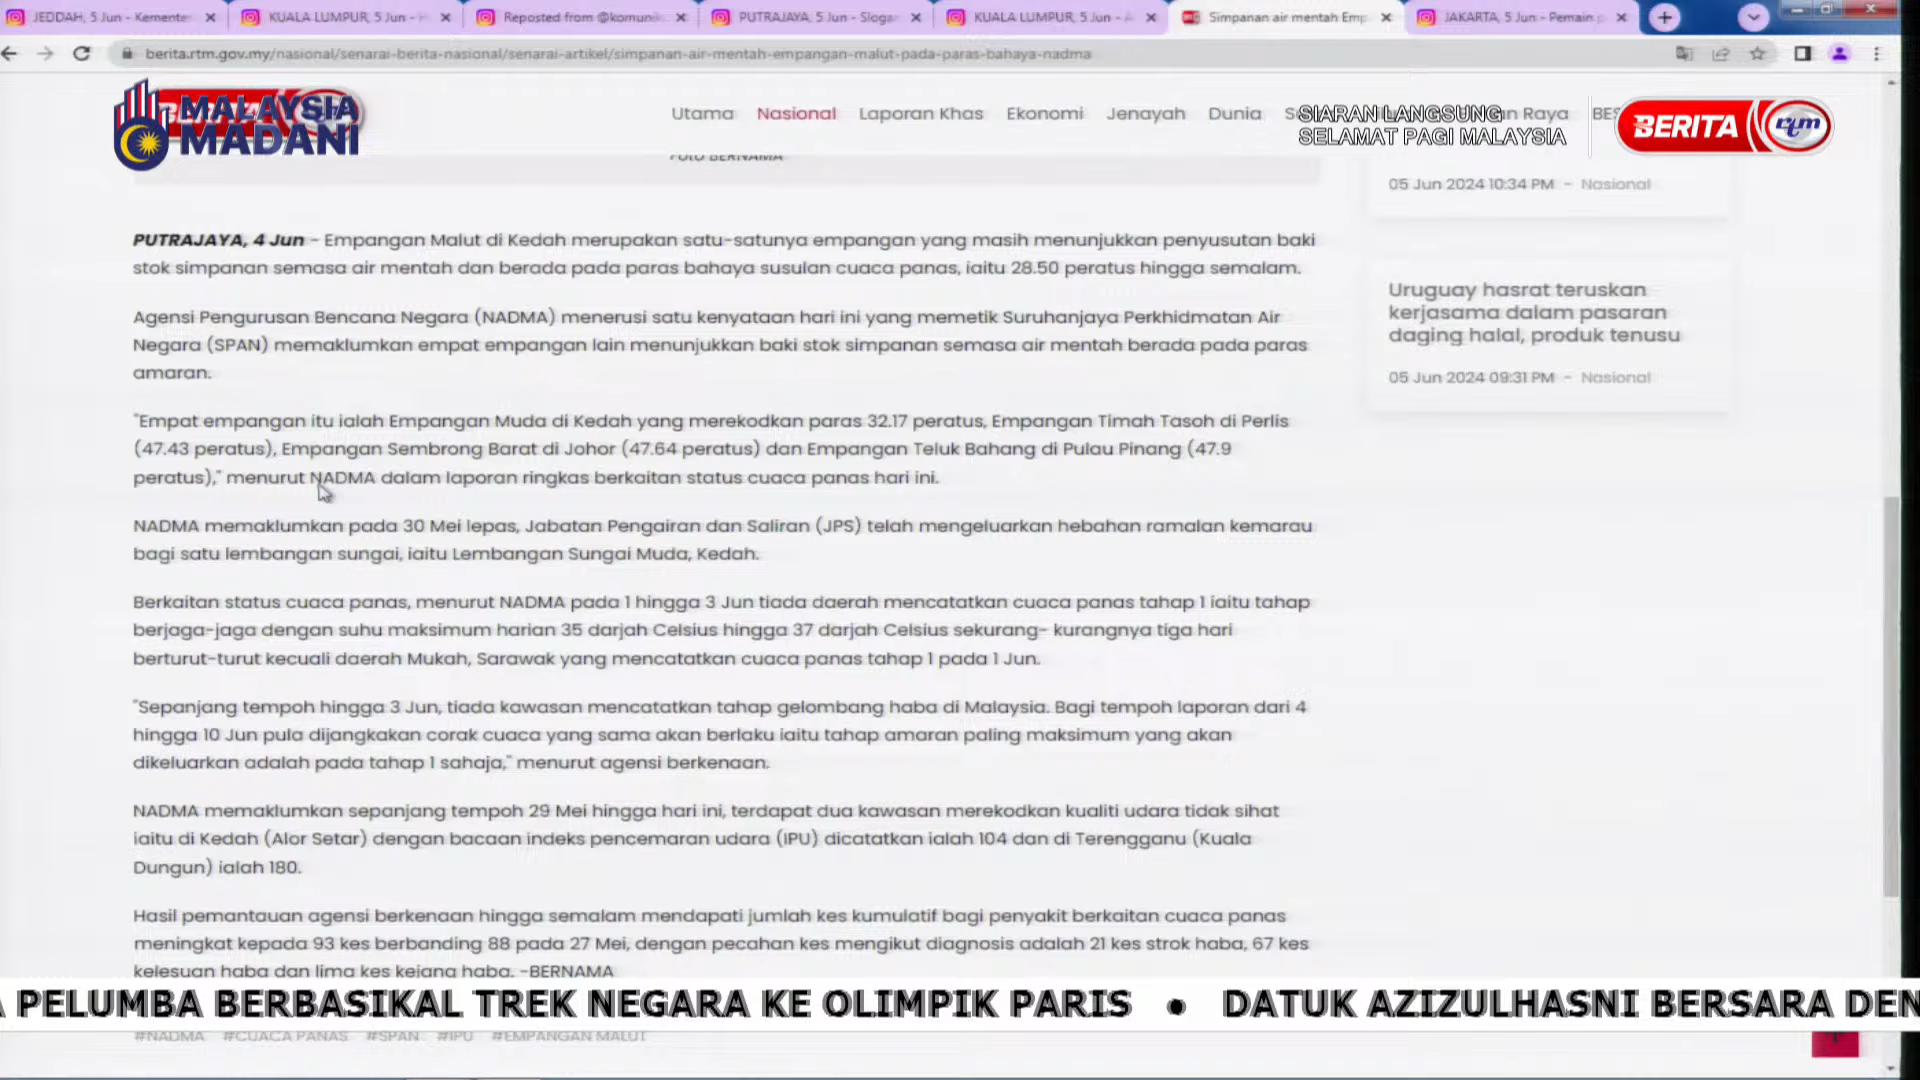 JEDDAH, 5 Jun - Kemente
KUALA LUMPUR, 5 Jun -
Reposted from @komuni
PUTRAJAYA, 5 Jun - Sloga
KUALA LUMPUR, 5 Jun -
Simpanan air mentah Emp
JAKARTA, 5 Jun - Pemain
berita.rtm.gov.my/nasional/senarai-berita-nasional/senarai-artikel/simpanan-air-mentah-empangan-malut-pada-paras-bahaya-nadma
MALAYSIA
MADANI
Utama Nasional Laporan Khas Ekonomi Jenayah Dunia
n Raya BES
SIARAN LANGSUNG
SELAMAT PAGI MALAYSIA
BERITA rtm
Foto BERNAMA
05 Jun 2024 10:34 PM - Nasional
Uruguay hasrat teruskan
kerjasama dalam pasaran
daging halal, produk tenusu
05 Jun 2024 09:31 PM - Nasional
PUTRAJAYA, 4 Jun - Empangan Malut di Kedah merupakan satu-satunya empangan yang masih menunjukkan penyusutan baki
stok simpanan semasa air mentah dan berada pada paras bahaya susulan cuaca panas, iaitu 28.50 peratus hingga semalam.
Agensi Pengurusan Bencana Negara (NADMA) menerusi satu kenyataan hari ini yang memetik Suruhanjaya Perkhidmatan Air
Negara (SPAN) memaklumkan empat empangan lain menunjukkan baki stok simpanan semasa air mentah berada pada paras
amaran.
"Empat empangan itu ialah Empangan Muda di Kedah yang merekodkan paras 32.17 peratus, Empangan Timah Tasoh di Perlis
(47.43 peratus), Empangan Sembrong Barat di Johor (47.64 peratus) dan Empangan Teluk Bahang di Pulau Pinang (47.9
peratus)," menurut NADMA dalam laporan ringkas berkaitan status cuaca panas hari ini.
NADMA memaklumkan pada 30 Mei lepas, Jabatan Pengairan dan Saliran (JPS) telah mengeluarkan hebahan ramalan kemarau
bagi satu lembangan sungai, iaitu Lembangan Sungai Muda, Kedah.
Berkaitan status cuaca panas, menurut NADMA pada 1 hingga 3 Jun tiada daerah mencatatkan cuaca panas tahap 1 iaitu tahap
berjaga-jaga dengan suhu maksimum harian 35 darjah Celsius hingga 37 darjah Celsius sekurang- kurangnya tiga hari
berturut-turut kecuali daerah Mukah, Sarawak yang mencatatkan cuaca panas tahap 1 pada 1 Jun.
"Sepanjang tempoh hingga 3 Jun, tiada kawasan mencatatkan tahap gelombang haba di Malaysia. Bagi tempoh laporan dari 4
hingga 10 Jun pula dijangkakan corak cuaca yang sama akan berlaku iaitu tahap amaran paling maksimum yang akan
dikeluarkan adalah pada tahap 1 sahaja," menurut agensi berkenaan.
NADMA memaklumkan sepanjang tempoh 29 Mei hingga hari ini, terdapat dua kawasan merekodkan kualiti udara tidak sihat
iaitu di Kedah (Alor Setar) dengan bacaan indeks pencemaran udara (IPU) dicatatkan ialah 104 dan di Terengganu (Kuala
Dungun) ialah 180.
Hasil pemantauan agensi berkenaan hingga semalam mendapati jumlah kes kumulatif bagi penyakit berkaitan cuaca panas
meningkat kepada 93 kes berbanding 88 pada 27 Mei, dengan pecahan kes mengikut diagnosis adalah 21 kes strok haba, 67 kes
kelesuan haba dan lima kes kejang haba. -BERNAMA
A PELUMBA BERBASIKAL TREK NEGARA KE OLIMPIK PARIS • DATUK AZIZULHASNI BERSARA DEN
#NADMA #CUACA PANAS #SPAN #IPU #EMPANGAN MALUT